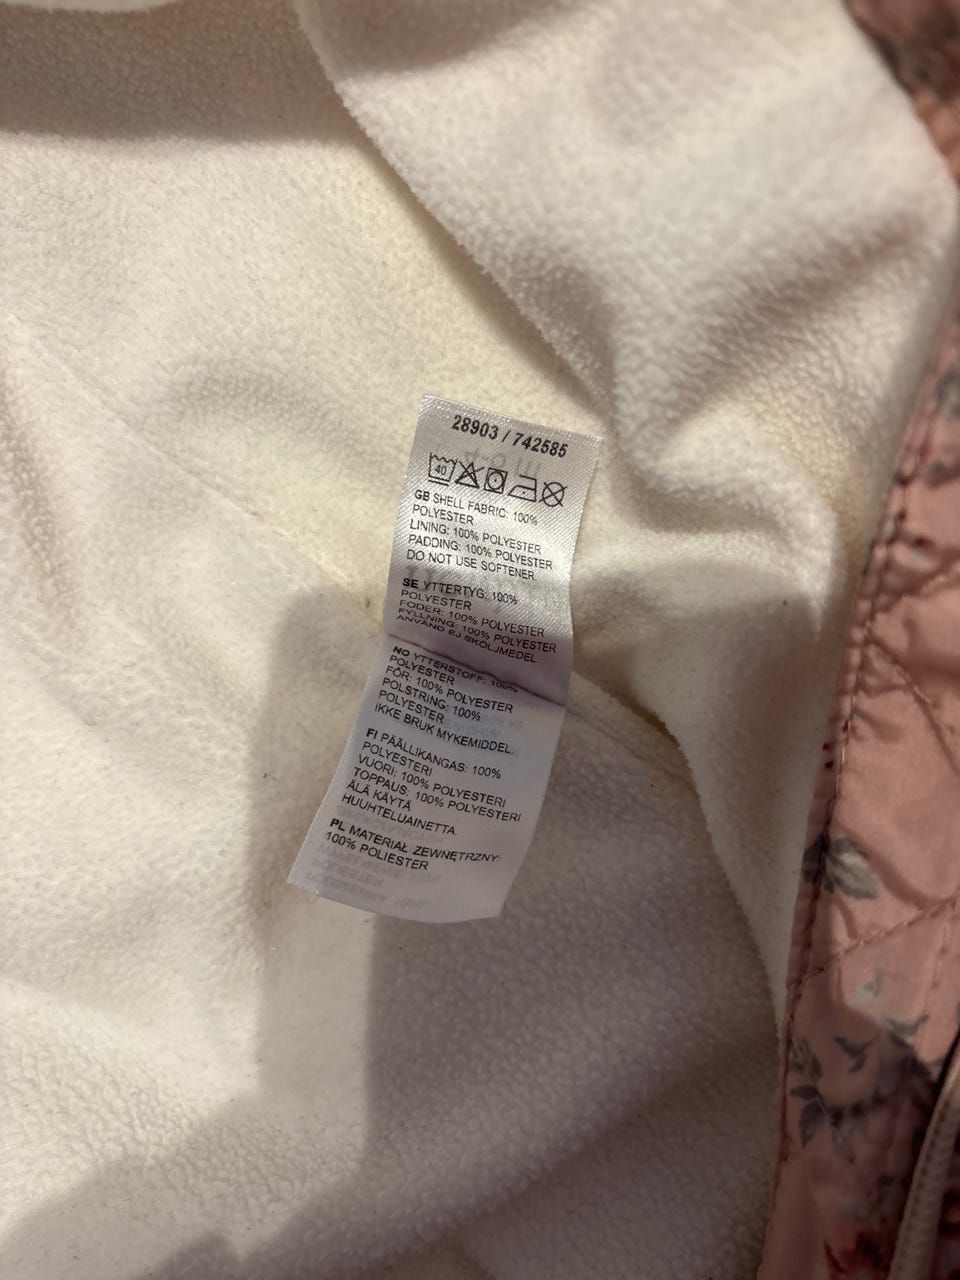 28903 / 742585
40
GB SHELL FABRIC: 100%
POLYESTER
LINING: 100% POLYESTER
PADDING: 100% POLYESTER
DO NOT USE SOFTENER.
SE YTTERTYG: 100%
POLYESTER
FODER: 100% POLYESTER
FYLLNING: 100% POLYESTER
ANVÄND EJ SKÖLJMEDEL.
NO YTTERSTOFF: 100%
POLYESTER
FÔR: 100% POLYESTER
POLSTRING: 100%
POLYESTER
IKKE BRUK MYKEMIDDEL.
FI PÄÄLLIKANGAS: 100%
POLYESTERI
VUORI: 100% POLYESTERI
TOPPAUS: 100% POLYESTERI
ÄLÄ KÄYTÄ
HUUHTELUAINETTA.
PL MATERIAŁ ZEWNĘTRZNY:
100% POLIESTER